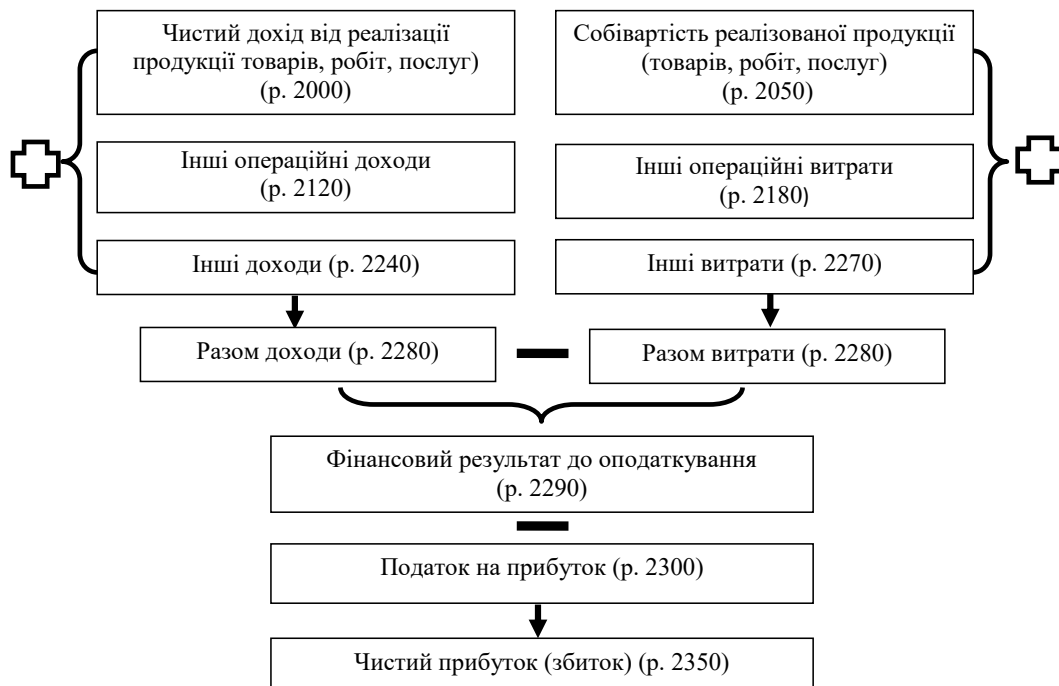 Чистий дохід від реалізації
продукції товарів, робіт, послуг)
(р. 2000)
Собівартість реалізованої продукції
(товарів, робіт, послуг)
(р. 2050)
Інші операційні доходи
(р. 2120)
Інші операційні витрати
(р. 2180)
Інші доходи (р. 2240)
Інші витрати (р. 2270)
Разом доходи (р. 2280)
Разом витрати (р. 2280)
Фінансовий результат до оподаткування
(р. 2290)
Податок на прибуток (р. 2300)
Чистий прибуток (збиток) (р. 2350)